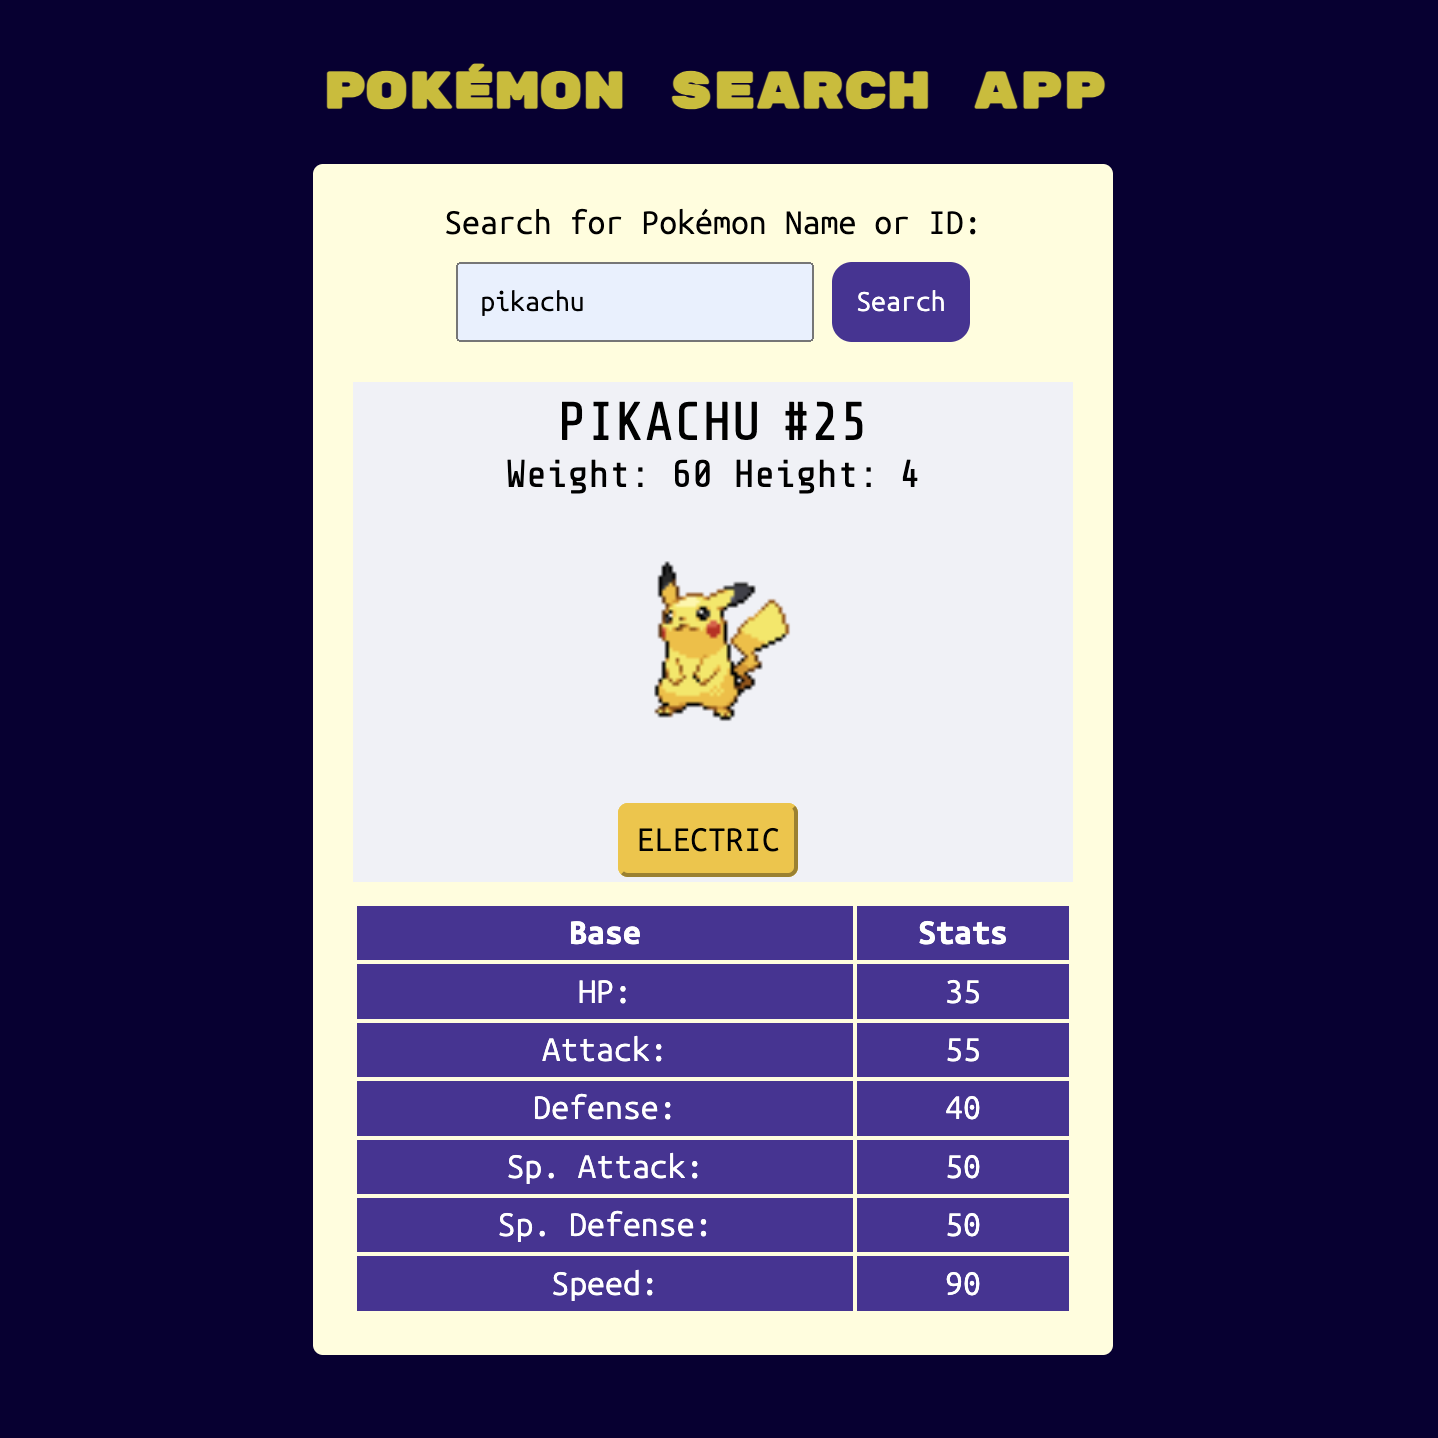 POKÉMON SEARCH APP
Search for Pokémon Name or ID:
pikachu Search
PIKACHU #25
Weight: 60 Height: 4
ELECTRIC
Base Stats
HP: 35
Attack: 55
Defense: 40
Sp. Attack: 50
Sp. Defense: 50
Speed: 90